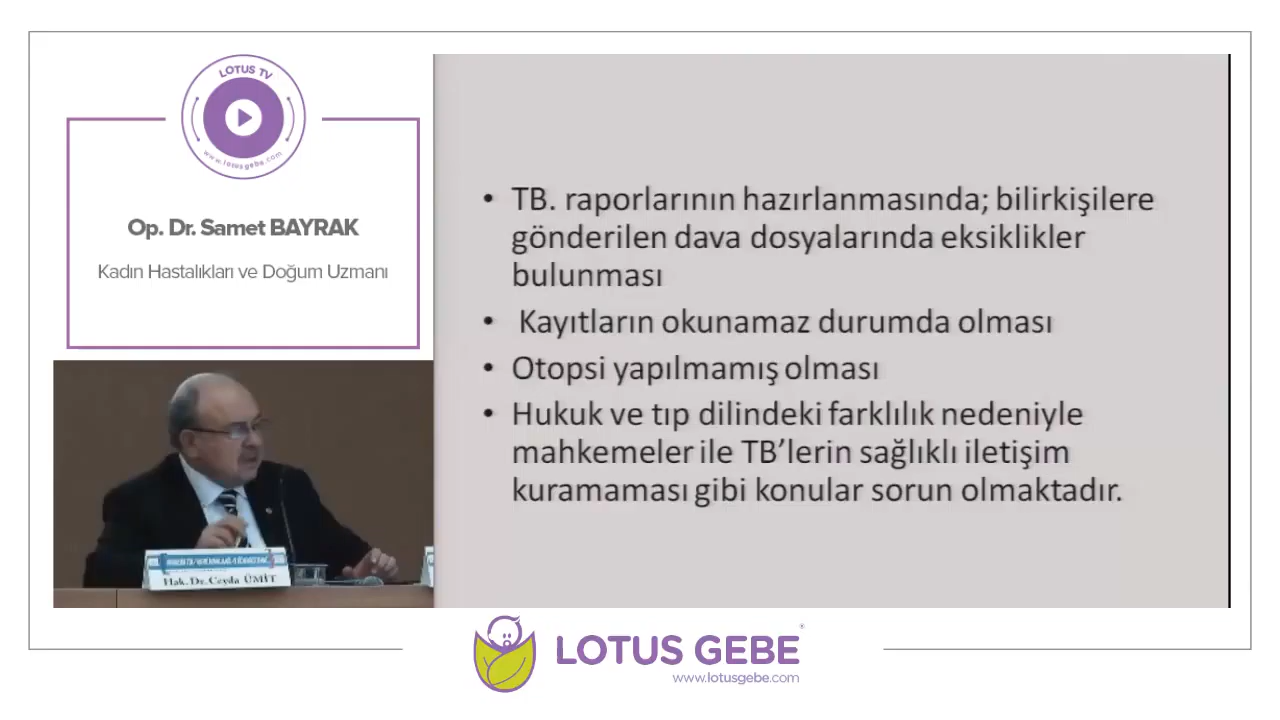 LOTUS TV
www.lotusgebe.com
Op. Dr. Samet BAYRAK
Kadın Hastalıkları ve Doğum Uzmanı
• TB. raporlarının hazırlanmasında; bilirkişilere
gönderilen dava dosyalarında eksiklikler
bulunması
• Kayıtların okunamaz durumda olması
• Otopsi yapılmamış olması
• Hukuk ve tıp dilindeki farklılık nedeniyle
mahkemeler ile TB’lerin sağlıklı iletişim
kuramaması gibi konular sorun olmaktadır.
Hak. Dr. Ceyda ÜMİT
LOTUS GEBE®
www.lotusgebe.com